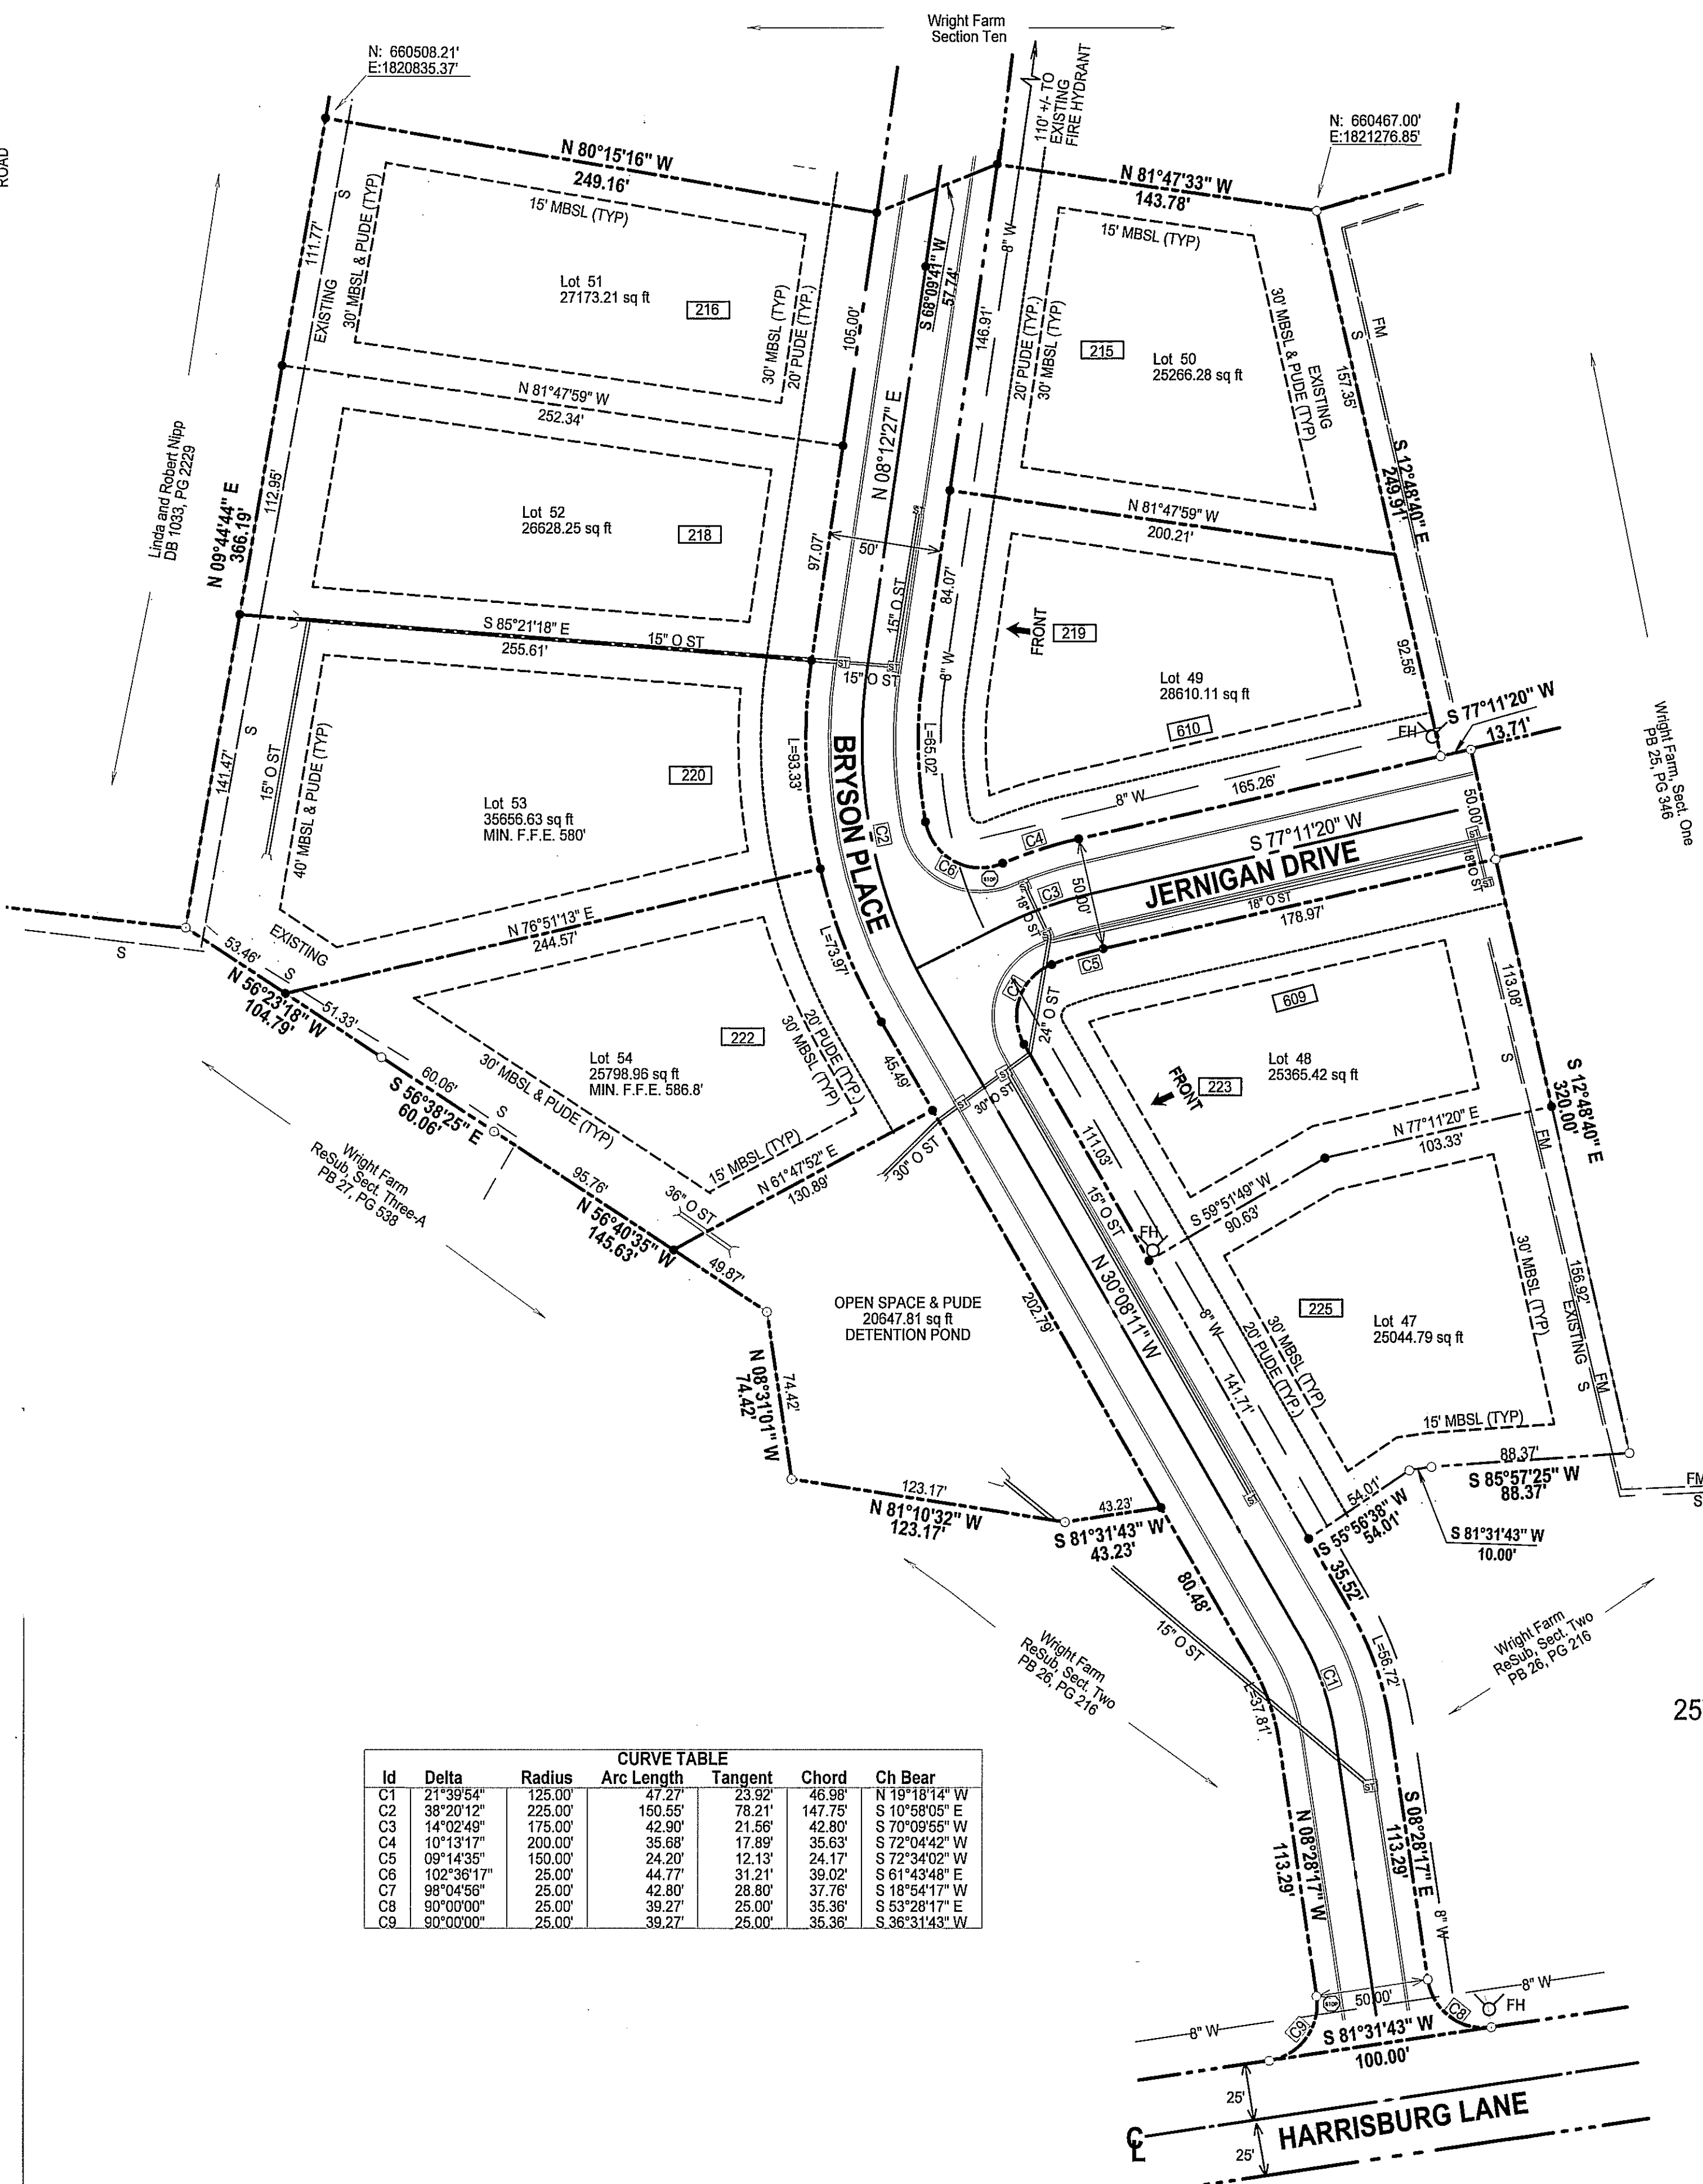 ROAD
Wright Farm
Section Ten
N: 660508.21'
E:1820835.37'
110' +/- TO
EXISTING
FIRE HYDRANT
N: 660467.00'
E:1821276.85'
N 80°15'16" W
249.16'
15' MBSL (TYP)
N 81°47'33" W
143.78'
15' MBSL (TYP)
111.77'
S
EXISTING
30' MBSL & PUDE (TYP)
Lot 51
27173.21 sq ft
216
30' MBSL (TYP)
20' PUDE (TYP.)
105.00'
S 68°09'41" W
57.74'
8" W
146.91'
20' PUDE (TYP.)
30' MBSL (TYP)
215
Lot 50
25266.28 sq ft
30' MBSL & PUDE (TYP)
EXISTING
S
FM
157.35'
S 12°48'40" E
249.91'
N 81°47'59" W
252.34'
N 08°12'27" E
Linda and Robert Nipp
DB 1033, PG 2229
N 09°44'44" E
366.19'
112.95'
Lot 52
26628.25 sq ft
218
97.07'
50'
15" O ST
84.07'
N 81°47'59" W
200.21'
S 85°21'18" E
255.61'
15" O ST
ST
S
15" O ST
8" W
FRONT
219
Lot 49
28610.11 sq ft
610
92.56'
FH
S 77°11'20" W
13.71'
Wright Farm, Sect. One
PB 25, PG 346
141.47'
S
15" O ST
40' MBSL & PUDE (TYP)
Lot 53
35656.63 sq ft
MIN. F.F.E. 580'
220
L=93.33'
BRYSON PLACE
C2
L=65.02'
C6
STOP
C4
8" W
165.26'
50.00'
50.00'
S 77°11'20" W
JERNIGAN DRIVE
ST
18" O ST
S
C3
S
18" O ST
ST
18" O ST
178.97'
C5
C7
N 76°51'13" E
244.57'
L=73.97'
S
EXISTING
53.46'
S
N 56°23'18" W
104.79'
51.33'
60.06'
S
S 56°38'25" E
60.06'
30' MBSL & PUDE (TYP)
Lot 54
25798.96 sq ft
MIN. F.F.E. 586.8'
222
20' PUDE (TYP.)
30' MBSL (TYP)
45.49'
24" O ST
ST
30" O ST
S
30" O ST
609
Lot 48
25365.42 sq ft
FRONT
223
113.08'
S
S 12°48'40" E
320.00'
N 77°11'20" E
103.33'
FM
Wright Farm
ReSub, Sect. Three-A
PB 27, PG 538
95.76'
N 56°40'35" W
145.63'
15' MBSL (TYP)
N 61°47'52" E
130.89'
36" O ST
49.87'
111.03'
15" O ST
FH
S 59°51'49" W
90.63'
OPEN SPACE & PUDE
20647.81 sq ft
DETENTION POND
N 08°31'01" W
74.42'
74.42'
202.79'
N 30°08'11" W
8" W
20' PUDE (TYP.)
30' MBSL (TYP)
225
Lot 47
25044.79 sq ft
30' MBSL (TYP)
156.92'
EXISTING
S
FM
141.71'
15' MBSL (TYP)
88.37'
S 85°57'25" W
88.37'
FM
S
123.17'
N 81°10'32" W
123.17'
43.23'
S 81°31'43" W
43.23'
S
54.01'
S 55°56'38" W
54.01'
S 81°31'43" W
10.00'
35.52'
80.48'
Wright Farm
ReSub, Sect. Two
PB 26, PG 216
15" O ST
L=37.81'
C1
L=56.72'
Wright Farm
ReSub, Sect. Two
PB 26, PG 216
25
ST
CURVE TABLE
Id Delta Radius Arc Length Tangent Chord Ch Bear
C1 21°39'54" 125.00' 47.27' 23.92' 46.98' N 19°18'14" W
C2 38°20'12" 225.00' 150.55' 78.21' 147.75' S 10°58'05" E
C3 14°02'49" 175.00' 42.90' 21.56' 42.80' S 70°09'55" W
C4 10°13'17" 200.00' 35.68' 17.89' 35.63' S 72°04'42" W
C5 09°14'35" 150.00' 24.20' 12.13' 24.17' S 72°34'02" W
C6 102°36'17" 25.00' 44.77' 31.21' 39.02' S 61°43'48" E
C7 98°04'56" 25.00' 42.80' 28.80' 37.76' S 18°54'17" W
C8 90°00'00" 25.00' 39.27' 25.00' 35.36' S 53°28'17" E
C9 90°00'00" 25.00' 39.27' 25.00' 35.36' S 36°31'43" W
N 08°28'17" W
113.29'
S 08°28'17" E
113.29'
8" W
STOP
50.00'
C9
C8
8" W
FH
8" W
S 81°31'43" W
100.00'
25'
CL
HARRISBURG LANE
25'